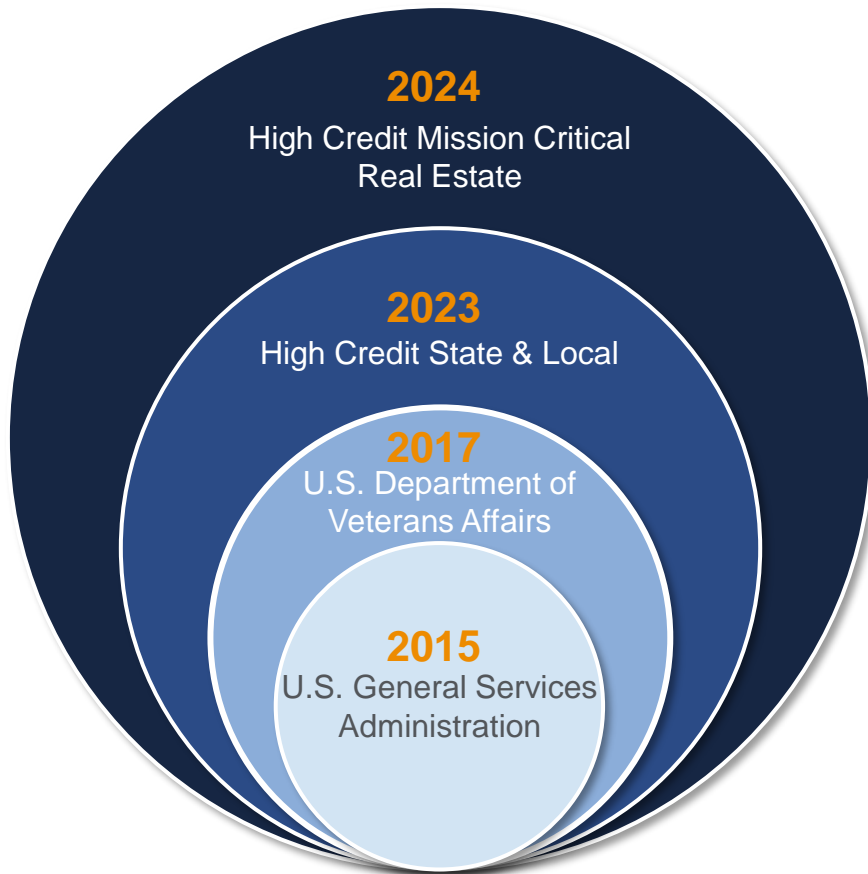 2024
High Credit Mission Critical
Real Estate
2023
High Credit State & Local
2017
U.S. Department of
Veterans Affairs
2015
U.S. General Services
Administration